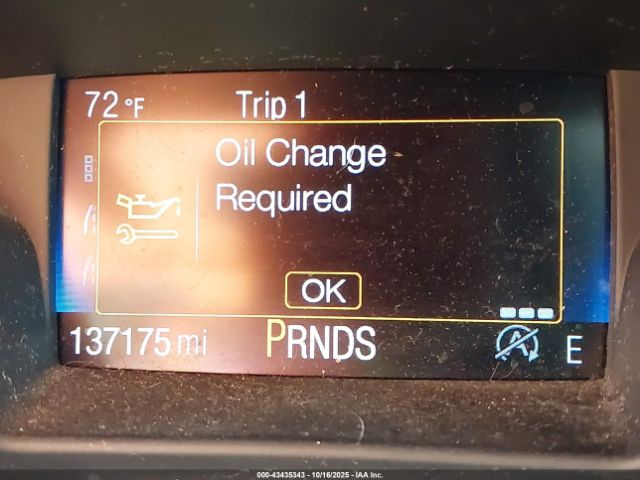 72°F Trip 1
Oil Change
Required
OK
137175 mi PRNDS A E
000-43435343 - 10/16/2025 - IAA Inc.